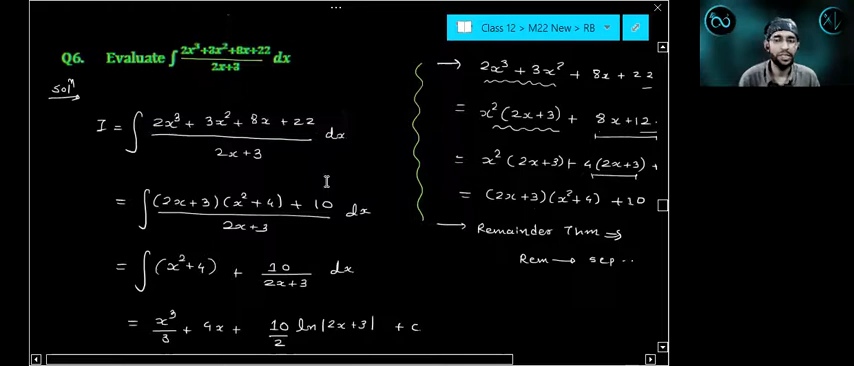 Class 12 > M22 New > RB
Q6. Evaluate ∫ (2x³+3x²+8x+22)/(2x+3) dx
Solⁿ
I = ∫ (2x³ + 3x² + 8x + 22)/(2x+3) dx
= ∫ ((2x+3)(x²+4) + 10)/(2x+3) dx
= ∫ (x²+4) + 10/(2x+3) dx
= x³/3 + 4x + 10/2 ln|2x+3| + c
→ 2x³ + 3x² + 8x + 22
= x²(2x+3) + 8x+12
= x²(2x+3) + 4(2x+3) +
= (2x+3)(x²+4) + 10
→ Remainder Thm ⇒
Rem → sep ..